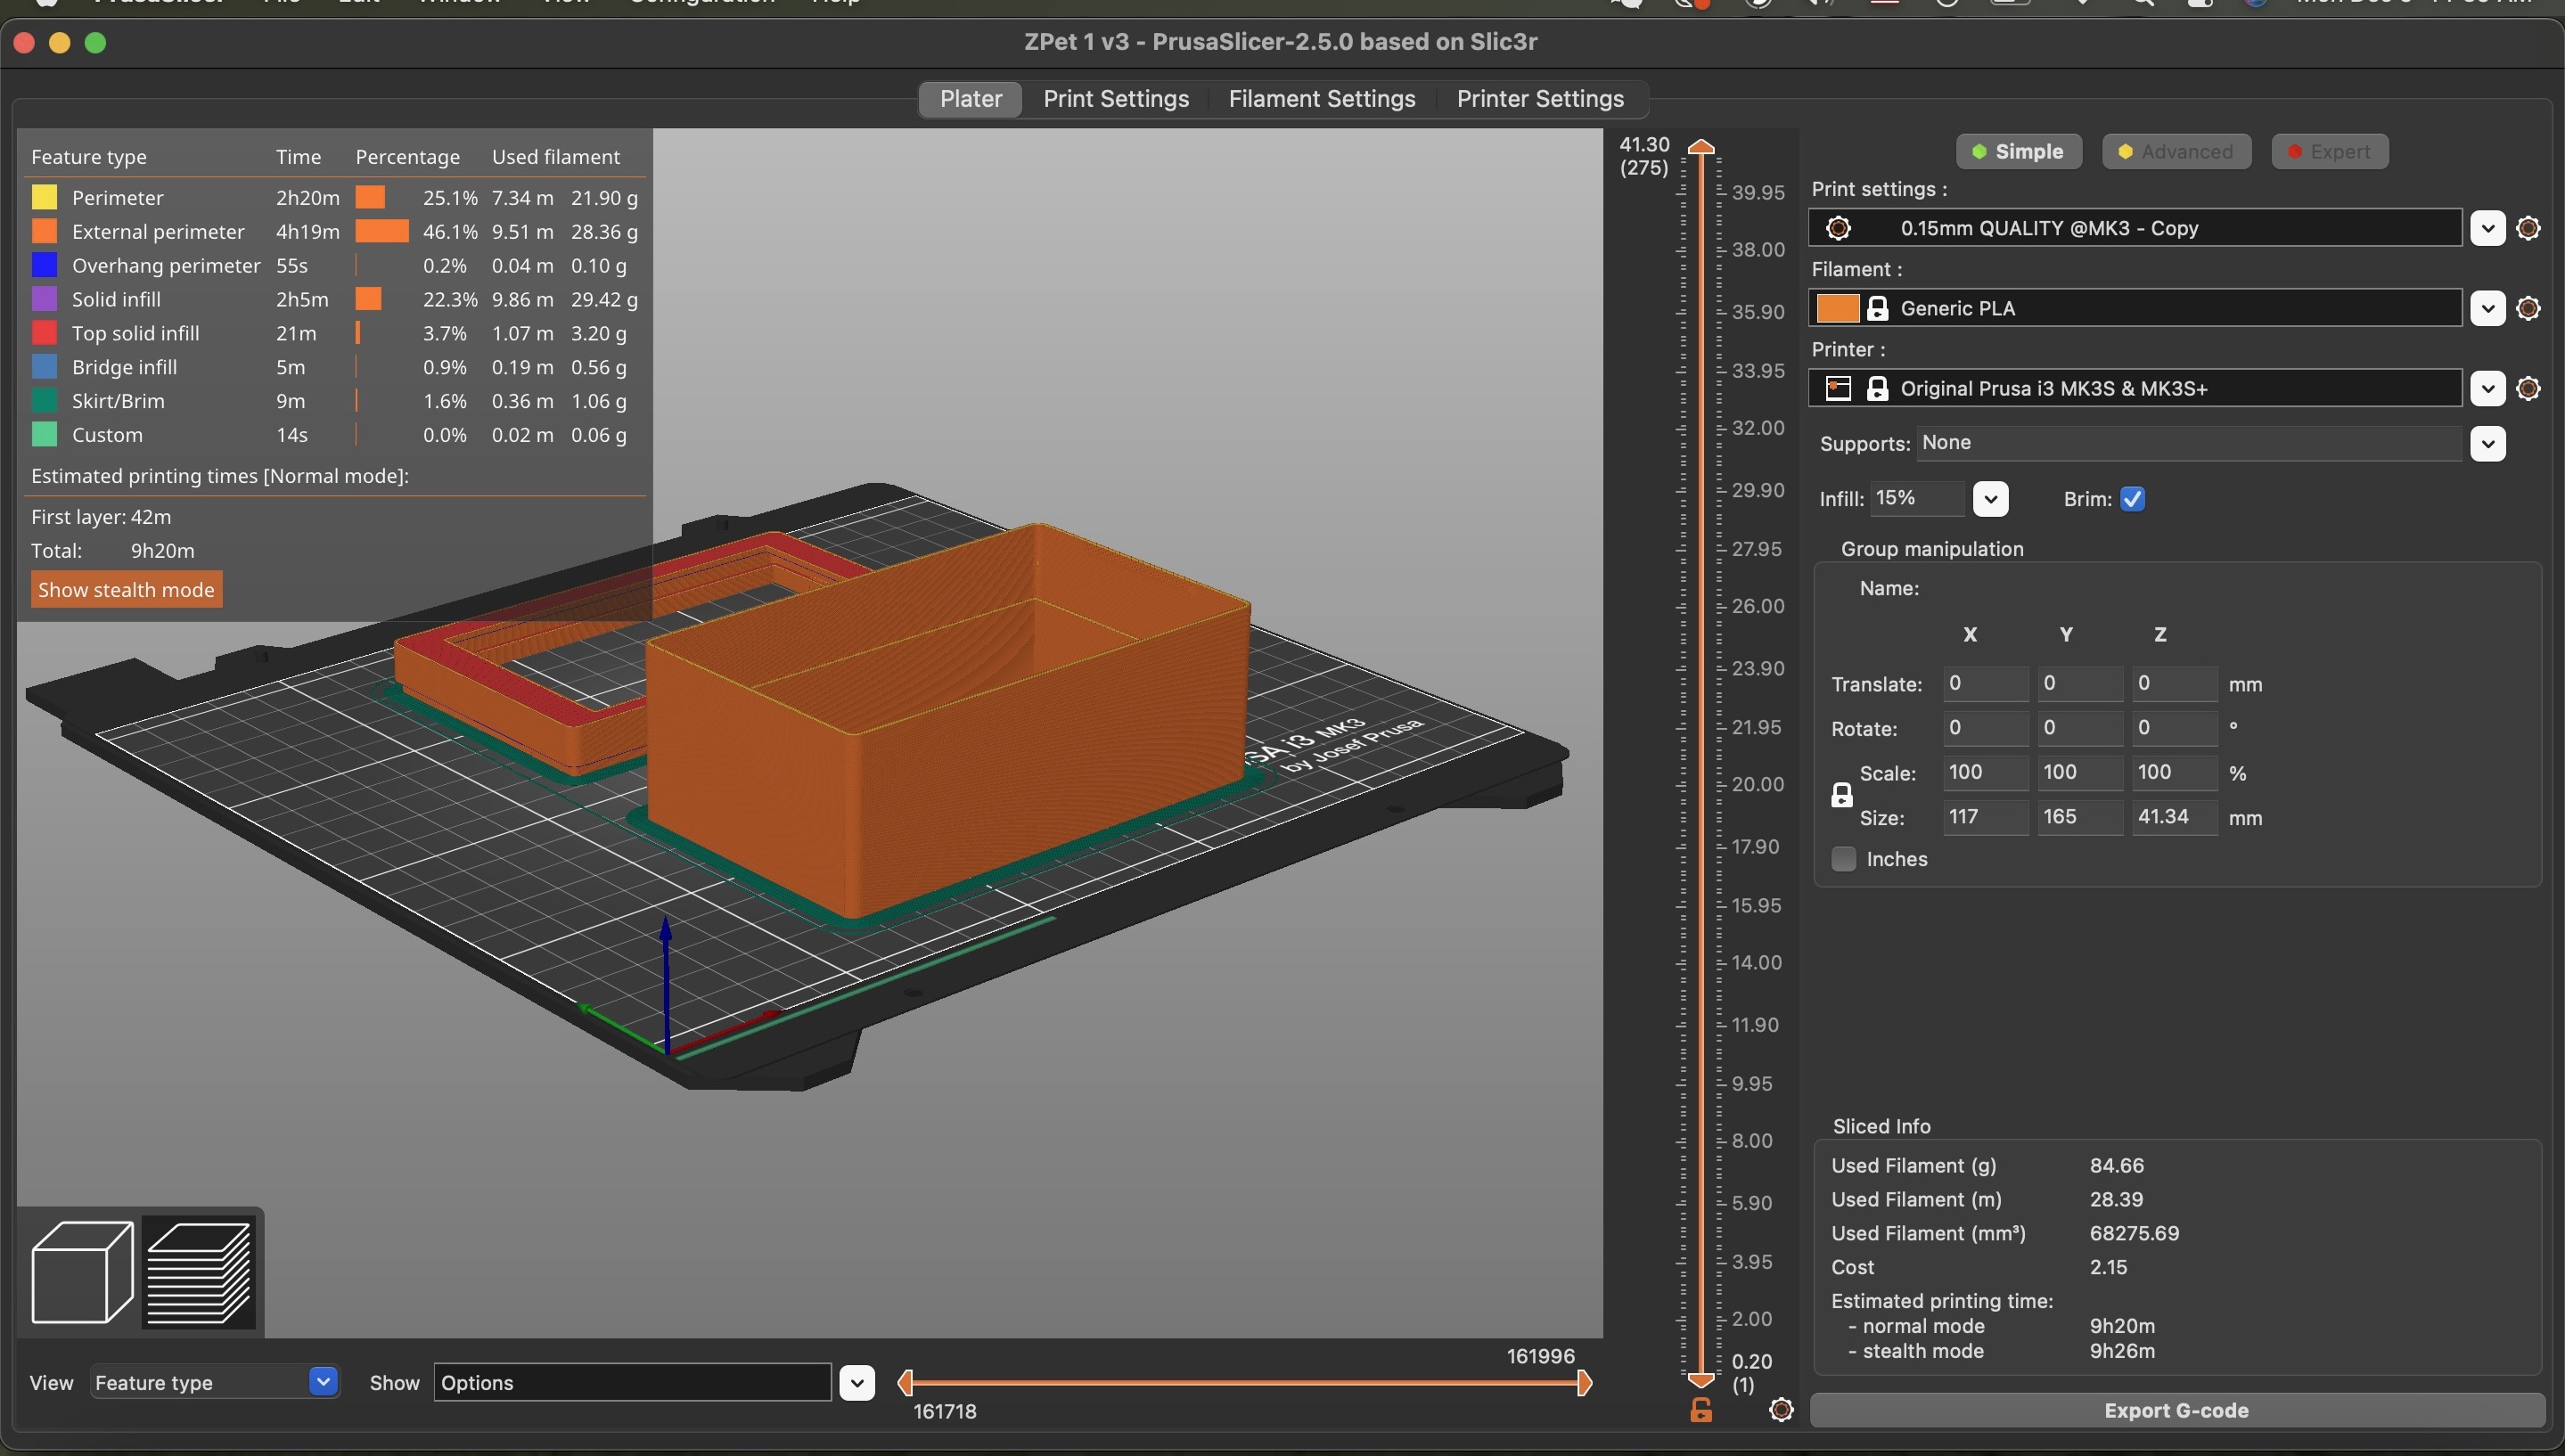 ZPet 1 v3 - PrusaSlicer-2.5.0 based on Slic3r
Plater Print Settings Filament Settings Printer Settings
Feature type Time Percentage Used filament
Perimeter 2h20m 25.1% 7.34 m 21.90 g
External perimeter 4h19m 46.1% 9.51 m 28.36 g
Overhang perimeter 55s 0.2% 0.04 m 0.10 g
Solid infill 2h5m 22.3% 9.86 m 29.42 g
Top solid infill 21m 3.7% 1.07 m 3.20 g
Bridge infill 5m 0.9% 0.19 m 0.56 g
Skirt/Brim 9m 1.6% 0.36 m 1.06 g
Custom 14s 0.0% 0.02 m 0.06 g
Estimated printing times [Normal mode]:
First layer: 42m
Total: 9h20m
Show stealth mode
i3 MK3
by Josef Prusa
41.30
(275)
39.95
38.00
35.90
33.95
32.00
29.90
27.95
26.00
23.90
21.95
20.00
17.90
15.95
14.00
11.90
9.95
8.00
5.90
3.95
2.00
0.20
(1)
Simple Advanced Expert
Print settings :
0.15mm QUALITY @MK3 - Copy
Filament :
Generic PLA
Printer :
Original Prusa i3 MK3S & MK3S+
Supports: None
Infill: 15% Brim:
Group manipulation
Name:
X Y Z
Translate: 0 0 0 mm
Rotate: 0 0 0 °
Scale: 100 100 100 %
Size: 117 165 41.34 mm
Inches
Sliced Info
Used Filament (g) 84.66
Used Filament (m) 28.39
Used Filament (mm³) 68275.69
Cost 2.15
Estimated printing time:
- normal mode 9h20m
- stealth mode 9h26m
Export G-code
View Feature type Show Options
161996
161718